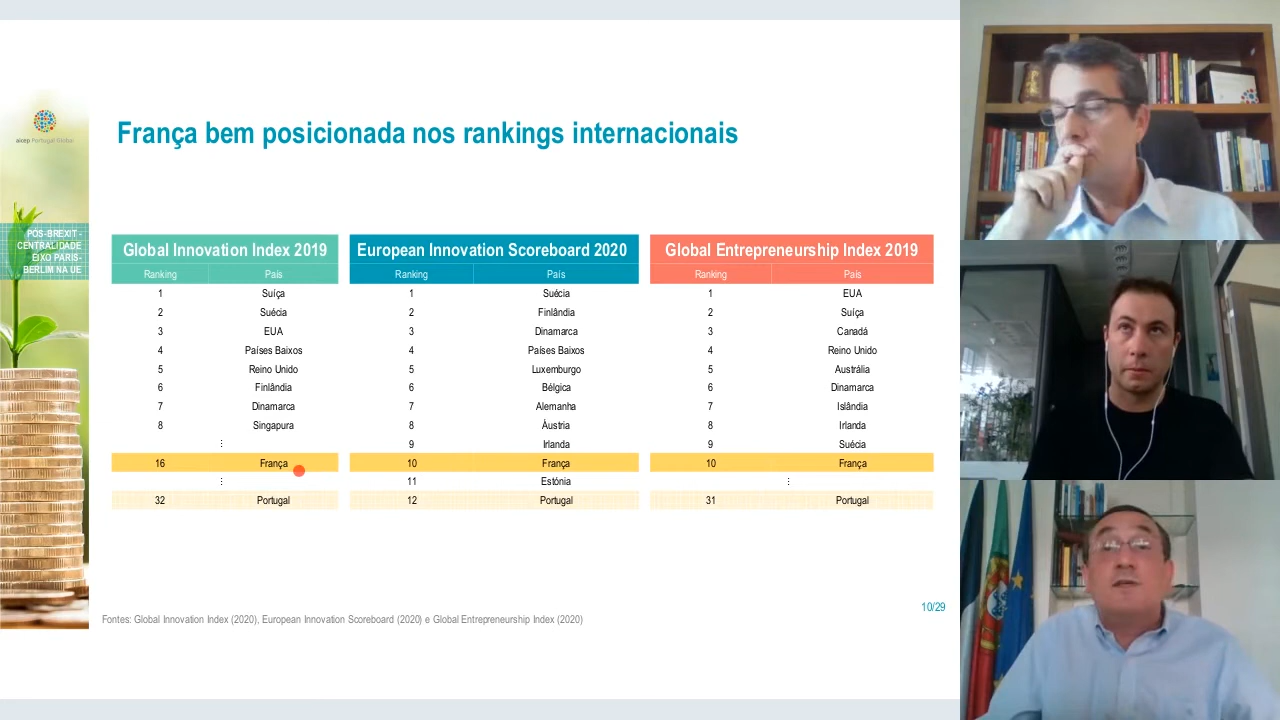 aicep Portugal Global
PÓS-BREXIT -
CENTRALIDADE
EIXO PARIS-
BERLIM NA UE
França bem posicionada nos rankings internacionais
Global Innovation Index 2019
Ranking País
1 Suíça
2 Suécia
3 EUA
4 Países Baixos
5 Reino Unido
6 Finlândia
7 Dinamarca
8 Singapura
⋮
16 França
⋮
32 Portugal
European Innovation Scoreboard 2020
Ranking País
1 Suécia
2 Finlândia
3 Dinamarca
4 Países Baixos
5 Luxemburgo
6 Bélgica
7 Alemanha
8 Áustria
9 Irlanda
10 França
11 Estónia
12 Portugal
Global Entrepreneurship Index 2019
Ranking País
1 EUA
2 Suíça
3 Canadá
4 Reino Unido
5 Austrália
6 Dinamarca
7 Islândia
8 Irlanda
9 Suécia
10 França
⋮
31 Portugal
10/29
Fontes: Global Innovation Index (2020), European Innovation Scoreboard (2020) e Global Entrepreneurship Index (2020)